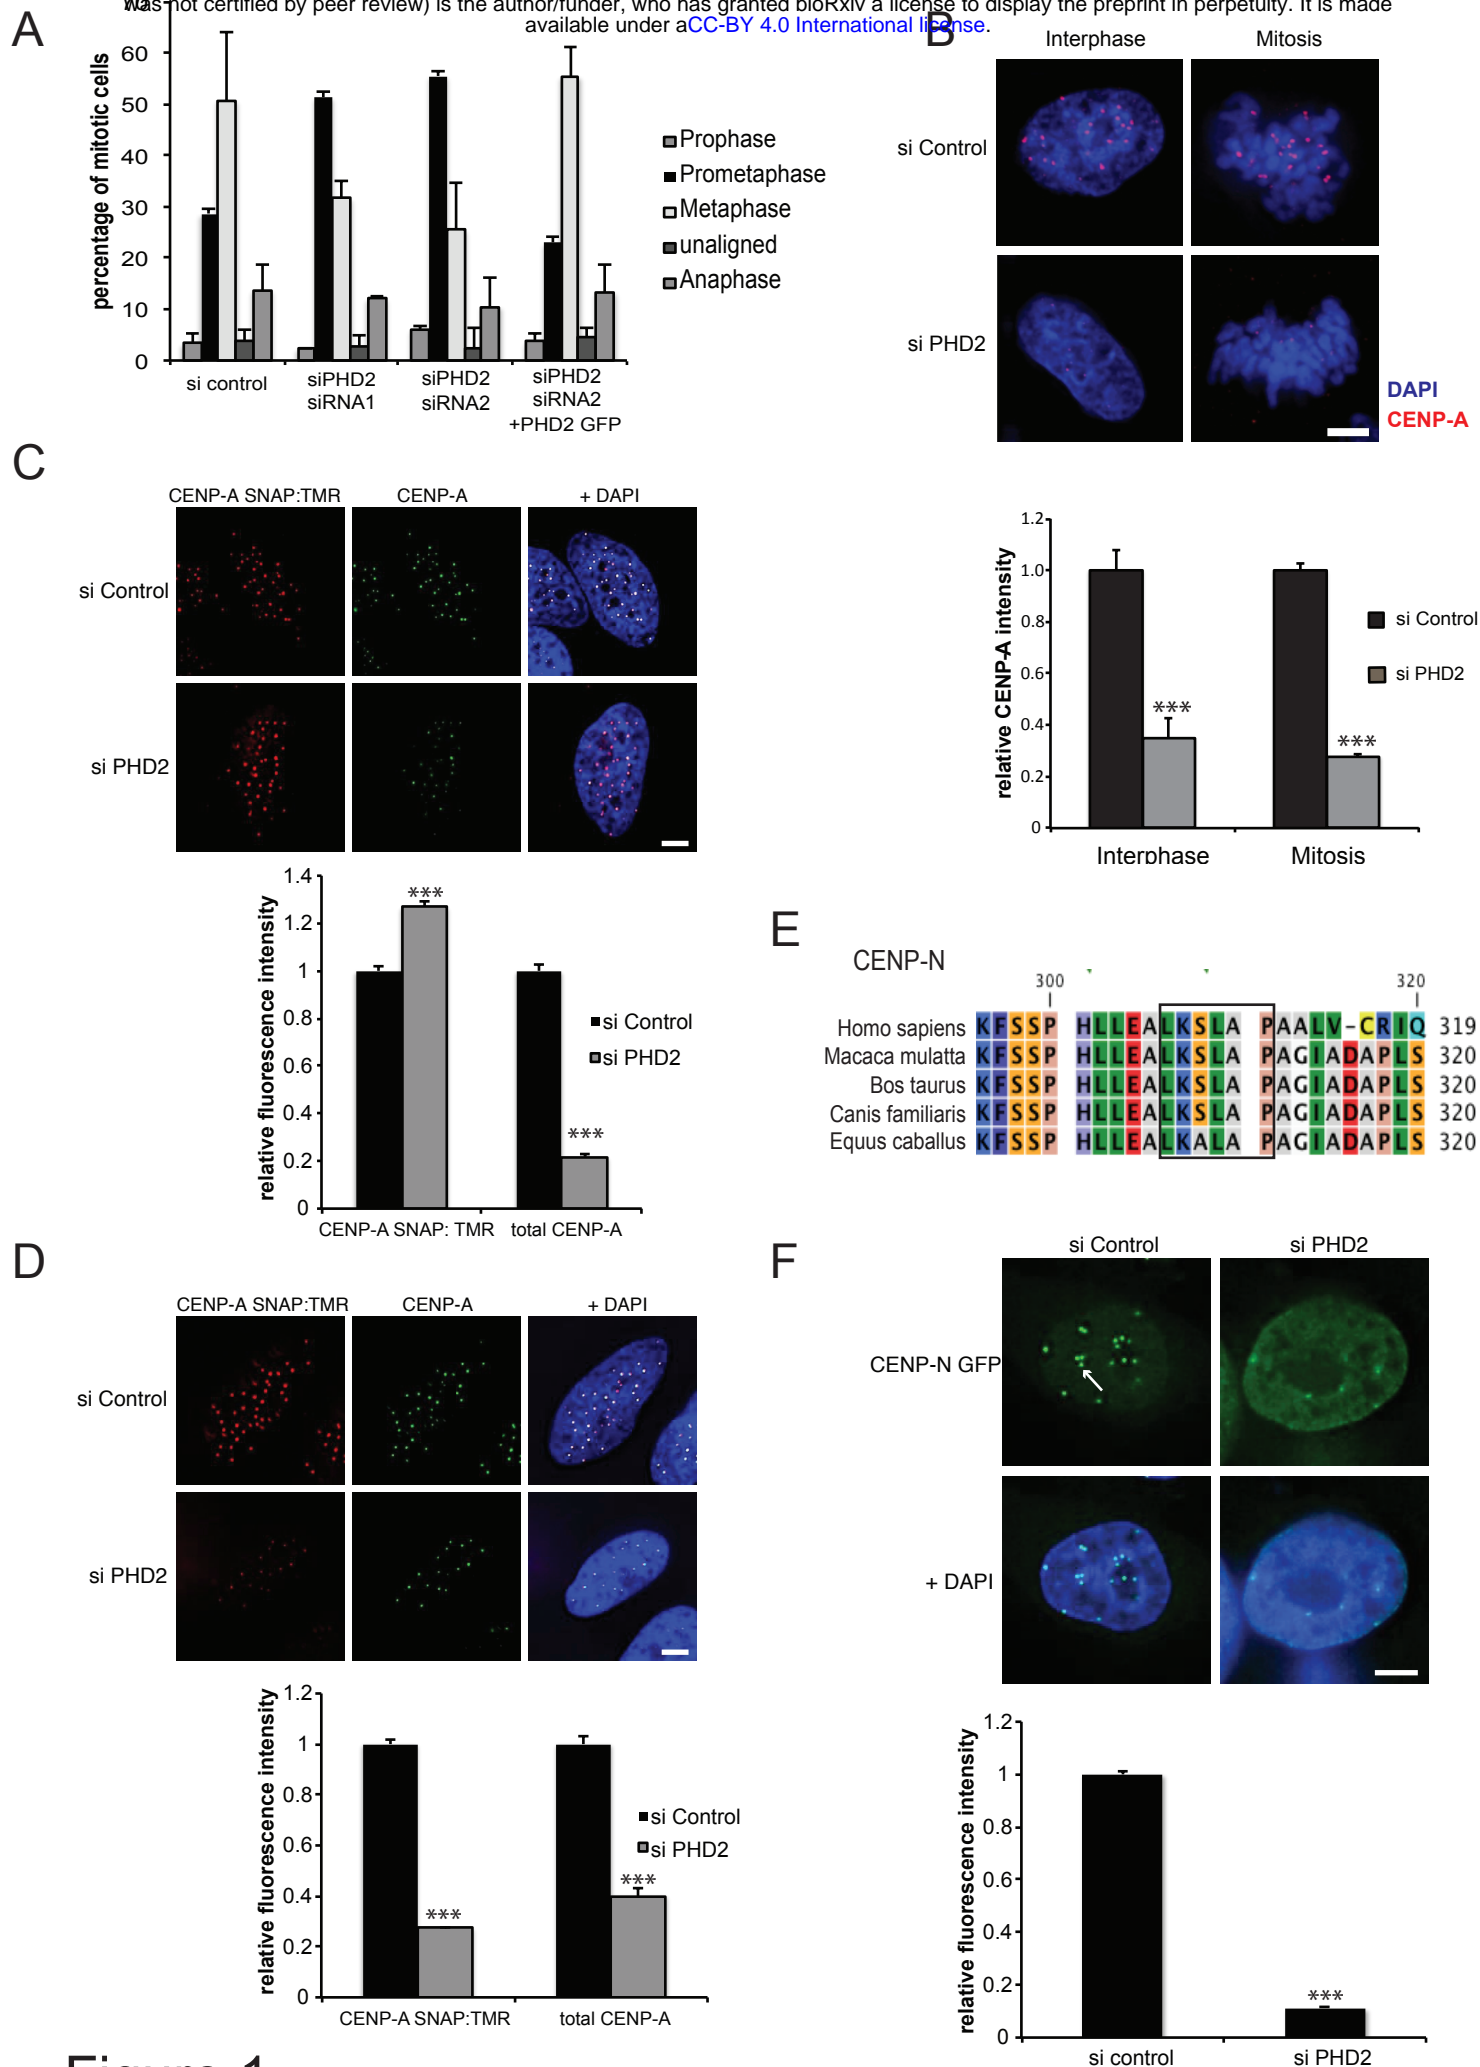 was not certified by peer review) is the author/funder, who has granted bioRxiv a license to display the preprint in perpetuity. It is made
available under aCC-BY 4.0 International license.
A
percentage of mitotic cells
60
50
40
30
20
10
0
si control
siPHD2
siRNA1
siPHD2
siRNA2
siPHD2
siRNA2
+PHD2 GFP
Prophase
Prometaphase
Metaphase
unaligned
Anaphase
B
Interphase
Mitosis
si Control
si PHD2
DAPI
CENP-A
relative CENP-A intensity
1.2
1.0
0.8
0.6
0.4
0.2
0
***
***
Interphase
Mitosis
si Control
si PHD2
C
CENP-A SNAP:TMR
CENP-A
+ DAPI
si Control
si PHD2
relative fluorescence intensity
1.4
1.2
1
0.8
0.6
0.4
0.2
0
***
***
CENP-A SNAP: TMR
total CENP-A
si Control
si PHD2
D
CENP-A SNAP:TMR
CENP-A
+ DAPI
si Control
si PHD2
relative fluorescence intensity
1.2
1
0.8
0.6
0.4
0.2
0
***
***
CENP-A SNAP:TMR
total CENP-A
si Control
si PHD2
E
CENP-N
300
320
Homo sapiens KFSSP HLLEALKSLA PAALV-CRIQ 319
Macaca mulatta KFSSP HLLEALKSLA PAGIADAPLS 320
Bos taurus KFSSP HLLEALKSLA PAGIADAPLS 320
Canis familiaris KFSSP HLLEALKSLA PAGIADAPLS 320
Equus caballus KFSSP HLLEALKALA PAGIADAPLS 320
F
si Control
si PHD2
CENP-N GFP
+ DAPI
relative fluorescence intensity
1.2
1
0.8
0.6
0.4
0.2
0
***
si control
si PHD2
Figure 1